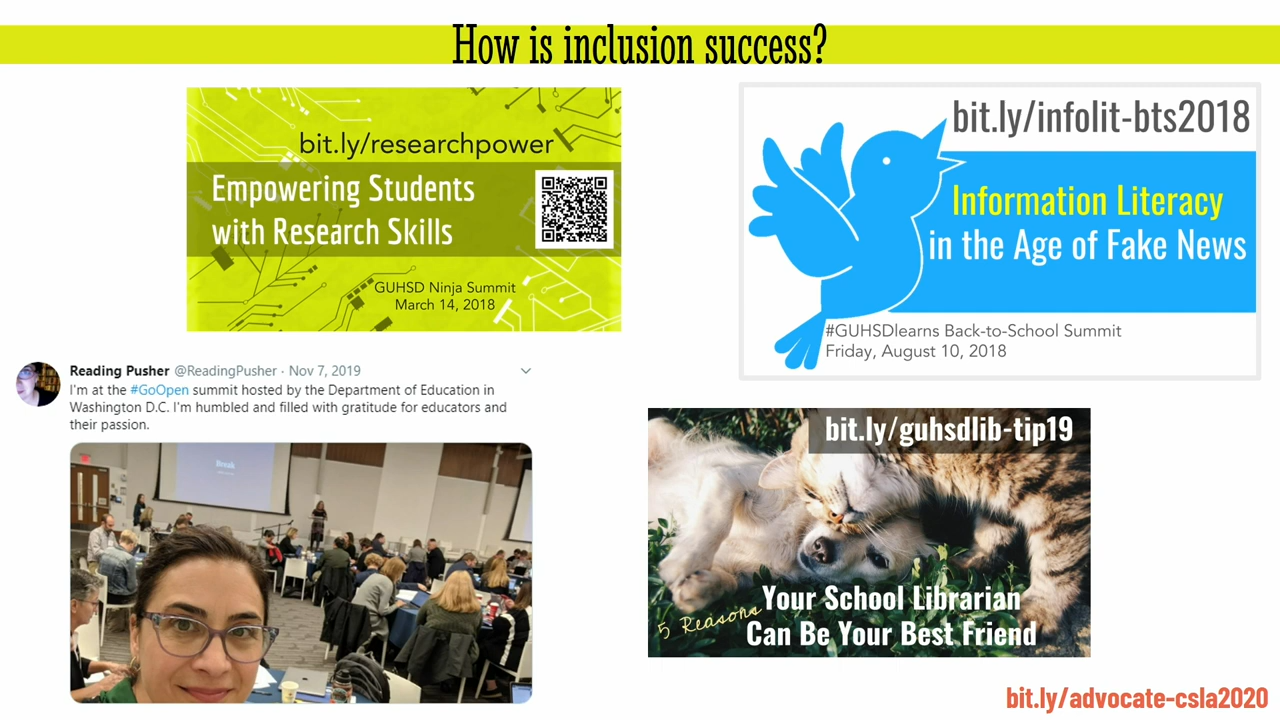 How is inclusion success?
bit.ly/researchpower
Empowering Students
with Research Skills
GUHSD Ninja Summit
March 14, 2018
bit.ly/infolit-bts2018
Information Literacy
in the Age of Fake News
#GUHSDlearns Back-to-School Summit
Friday, August 10, 2018
Reading Pusher @ReadingPusher · Nov 7, 2019
I'm at the #GoOpen summit hosted by the Department of Education in
Washington D.C. I'm humbled and filled with gratitude for educators and
their passion.
Break
bit.ly/guhsdlib-tip19
5 Reasons
Your School Librarian
Can Be Your Best Friend
bit.ly/advocate-csla2020